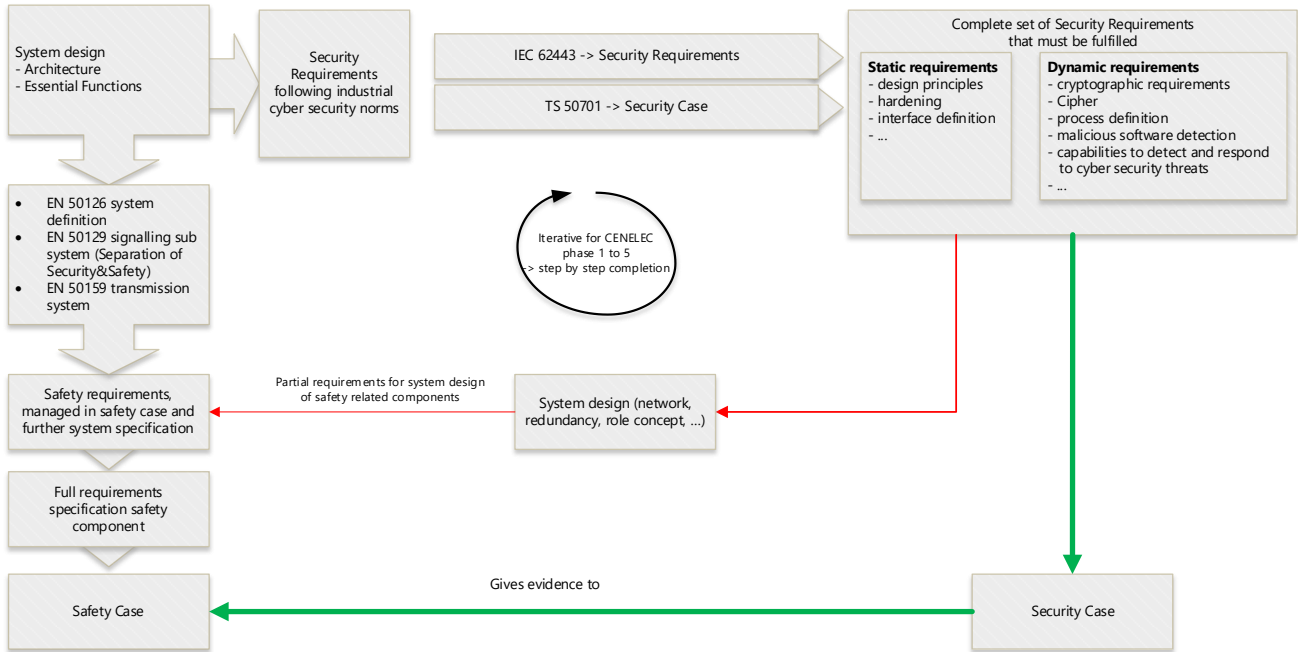 System design
- Architecture
- Essential Functions
Security
Requirements
following industrial
cyber security norms
IEC 62443 -> Security Requirements
TS 50701 -> Security Case
Complete set of Security Requirements
that must be fulfilled
Static requirements
- design principles
- hardening
- interface definition
- ...
Dynamic requirements
- cryptographic requirements
- Cipher
- process definition
- malicious software detection
- capabilities to detect and respond
to cyber security threats
- ...
• EN 50126 system
definition
• EN 50129 signalling sub
system (Separation of
Security&Safety)
• EN 50159 transmission
system
Iterative for CENELEC
phase 1 to 5
-> step by step completion
Safety requirements,
managed in safety case and
further system specification
Partial requirements for system design
of safety related components
System design (network,
redundancy, role concept, ...)
Full requirements
specification safety
component
Safety Case
Gives evidence to
Security Case